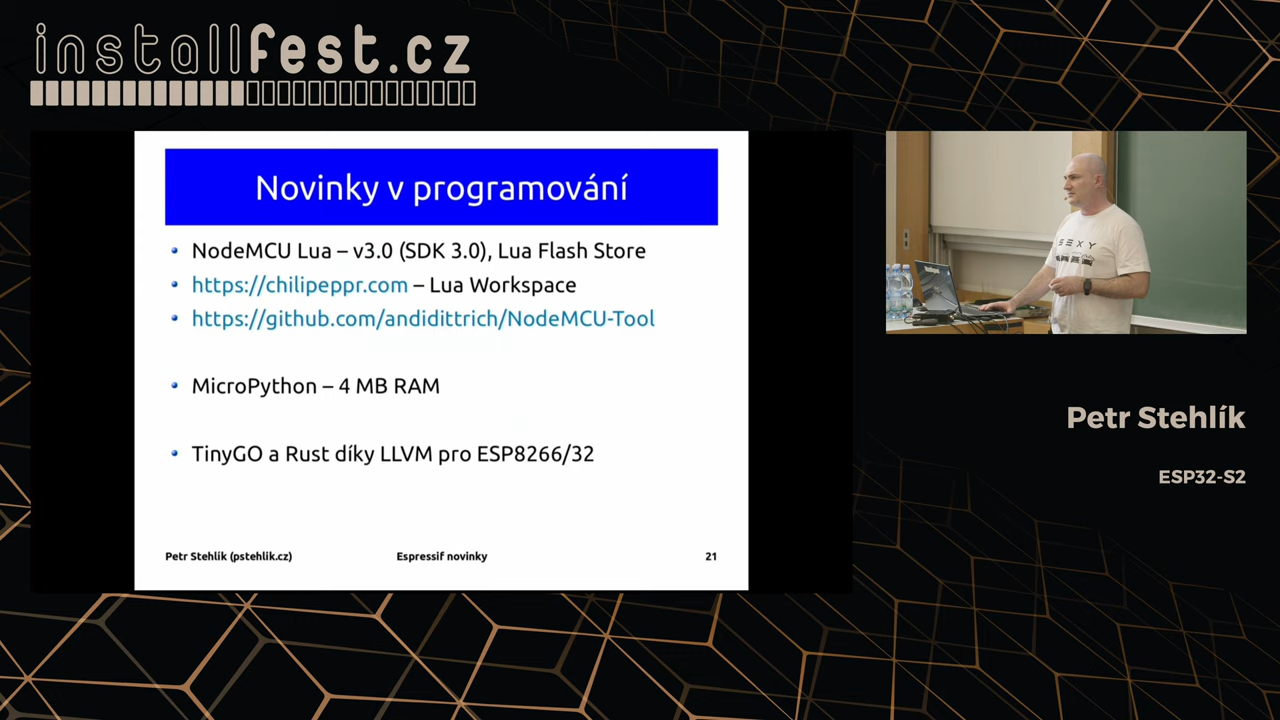 installfest.cz
Novinky v programování
NodeMCU Lua – v3.0 (SDK 3.0), Lua Flash Store
https://chilipeppr.com – Lua Workspace
https://github.com/andidittrich/NodeMCU-Tool
MicroPython – 4 MB RAM
TinyGO a Rust díky LLVM pro ESP8266/32
Petr Stehlík (pstehlik.cz) Espressif novinky 21
SEXY
Petr Stehlík
ESP32-S2